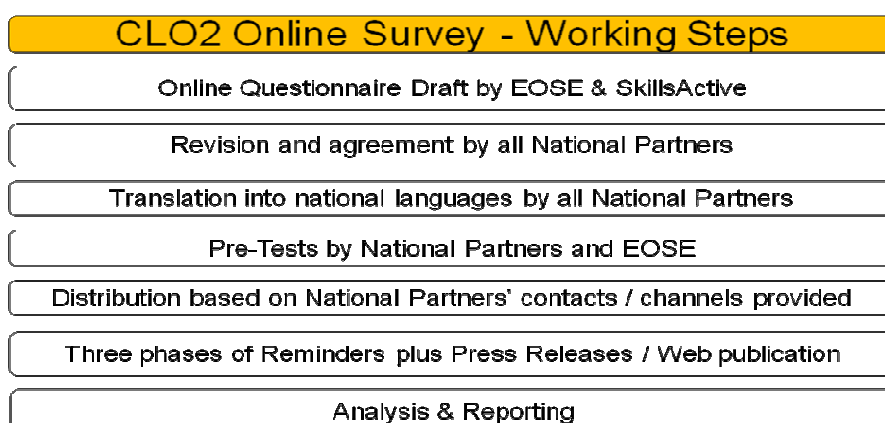 CLO2 Online Survey - Working Steps
Online Questionnaire Draft by EOSE & SkillsActive
Revision and agreement by all National Partners
Translation into national languages by all National Partners
Pre-Tests by National Partners and EOSE
Distribution based on National Partners' contacts / channels provided
Three phases of Reminders plus Press Releases / Web publication
Analysis & Reporting